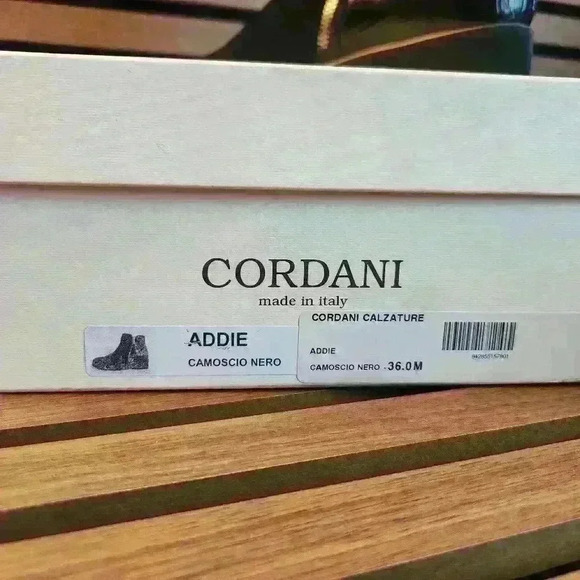 CORDANI
made in italy
ADDIE
CAMOSCIO NERO
CORDANI CALZATURE
ADDIE
CAMOSCIO NERO - 36.0 M